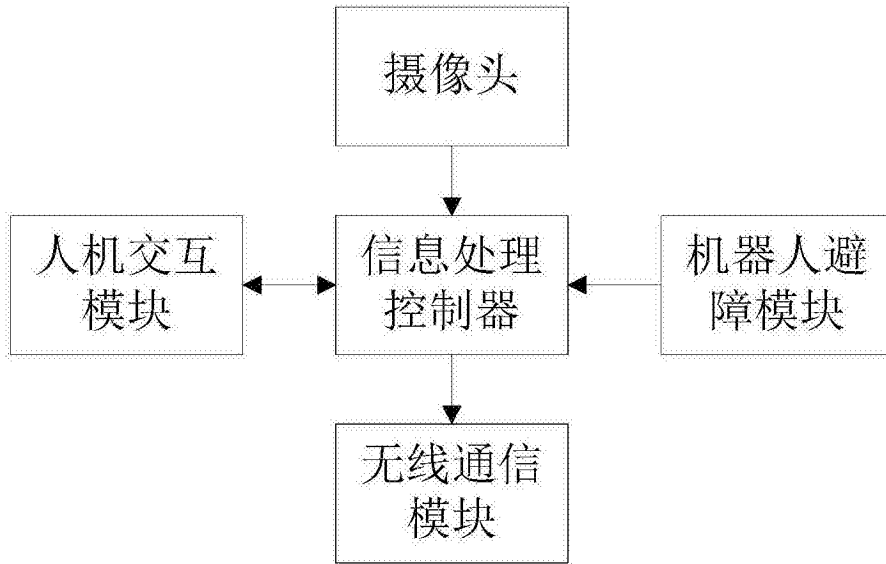 摄像头
人机交互
模块
信息处理
控制器
机器人避
障模块
无线通信
模块